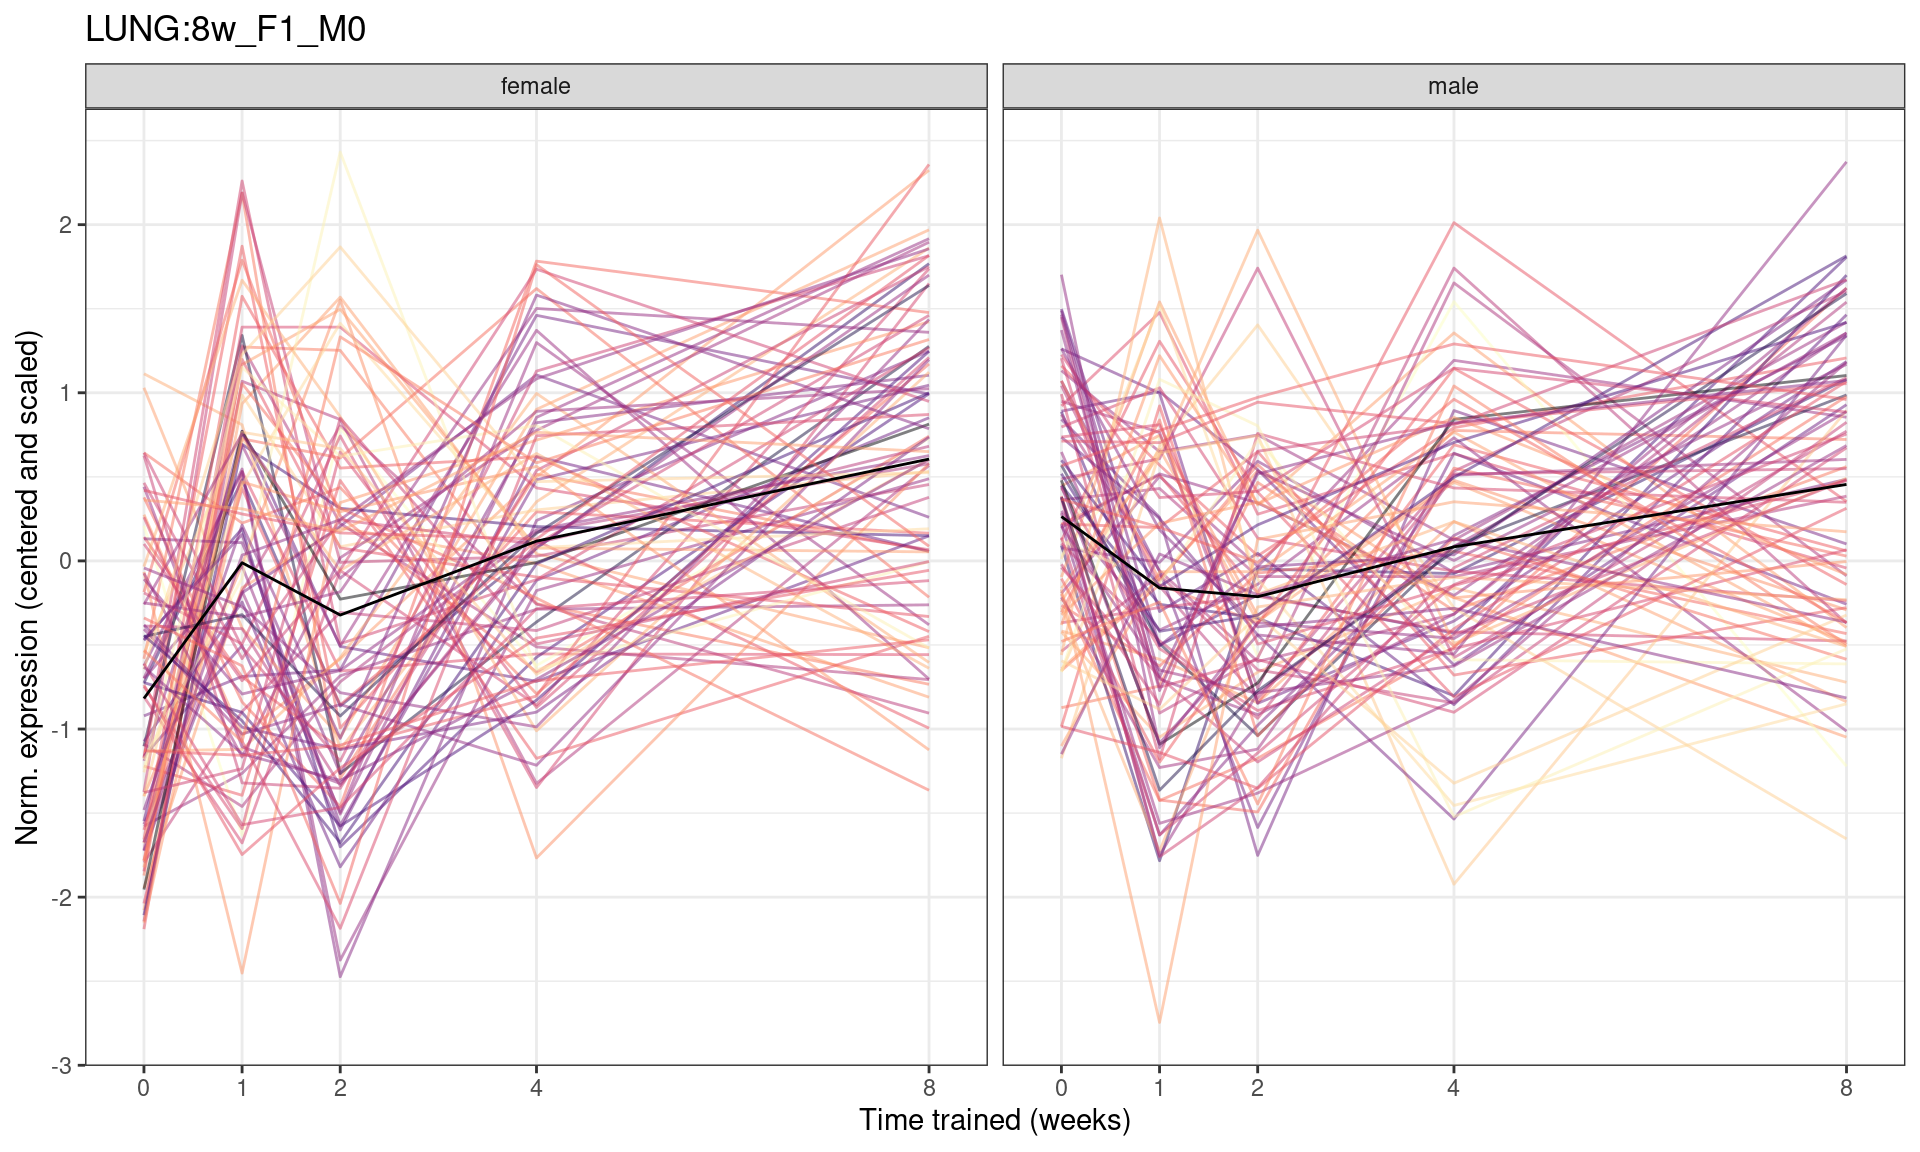 LUNG:8w_F1_M0
female
male
Norm. expression (centered and scaled)
2
1
0
-1
-2
-3
0 1 2 4 8
0 1 2 4 8
Time trained (weeks)